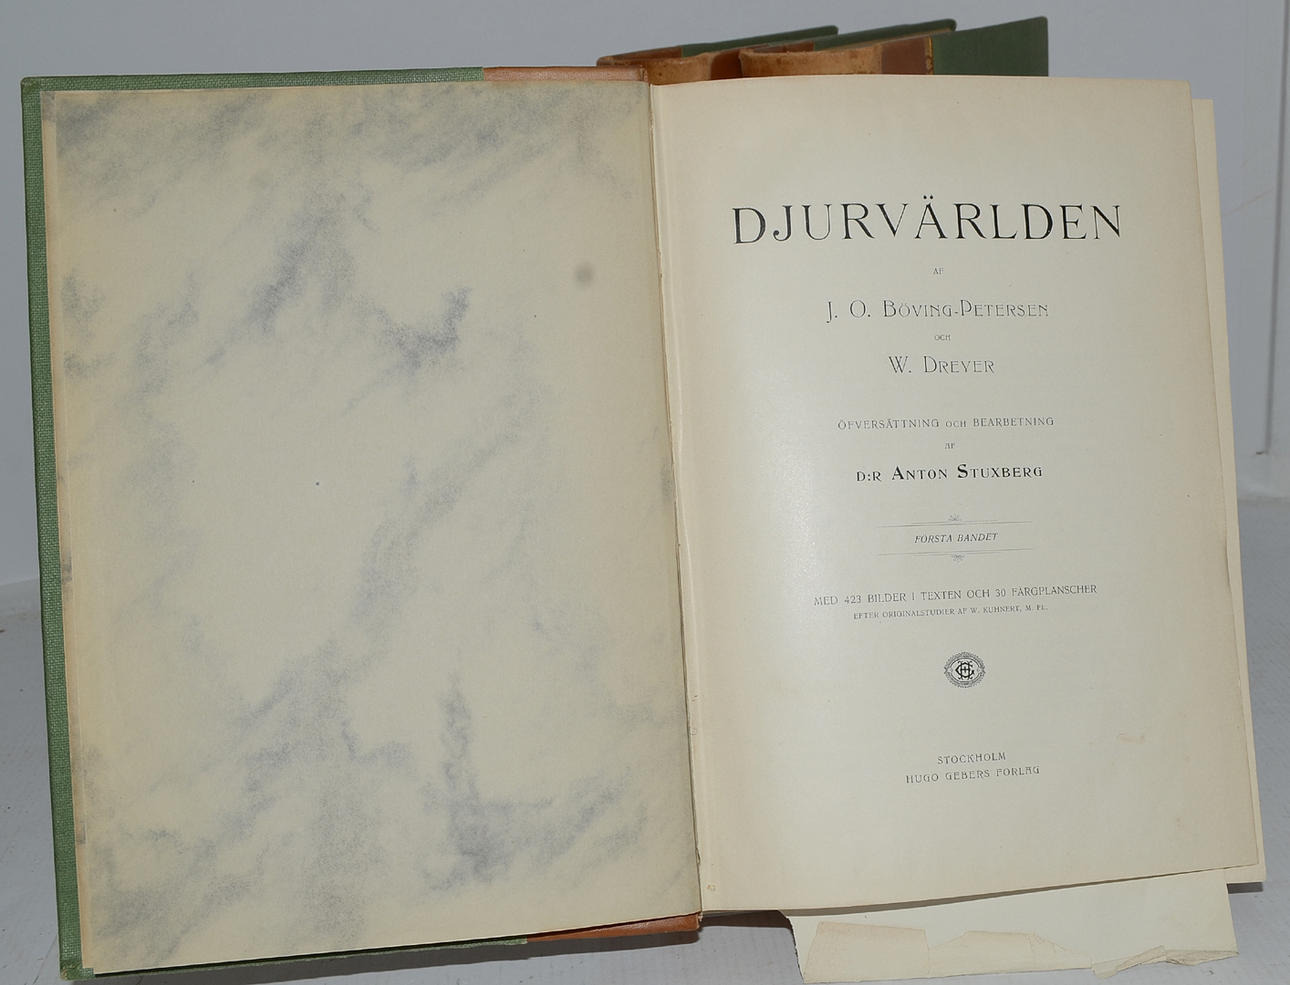 DJURVÄRLDEN
AF
J. O. BÖVING-PETERSEN
OCH
W. DREYER
ÖFVERSÄTTNING OCH BEARBETNING
AF
D:R ANTON STUXBERG
FÖRSTA BANDET
MED 423 BILDER I TEXTEN OCH 30 FÄRGPLANSCHER
EFTER ORIGINALSTUDIER AF W. KUHNERT, M. FL.
STOCKHOLM
HUGO GEBERS FÖRLAG